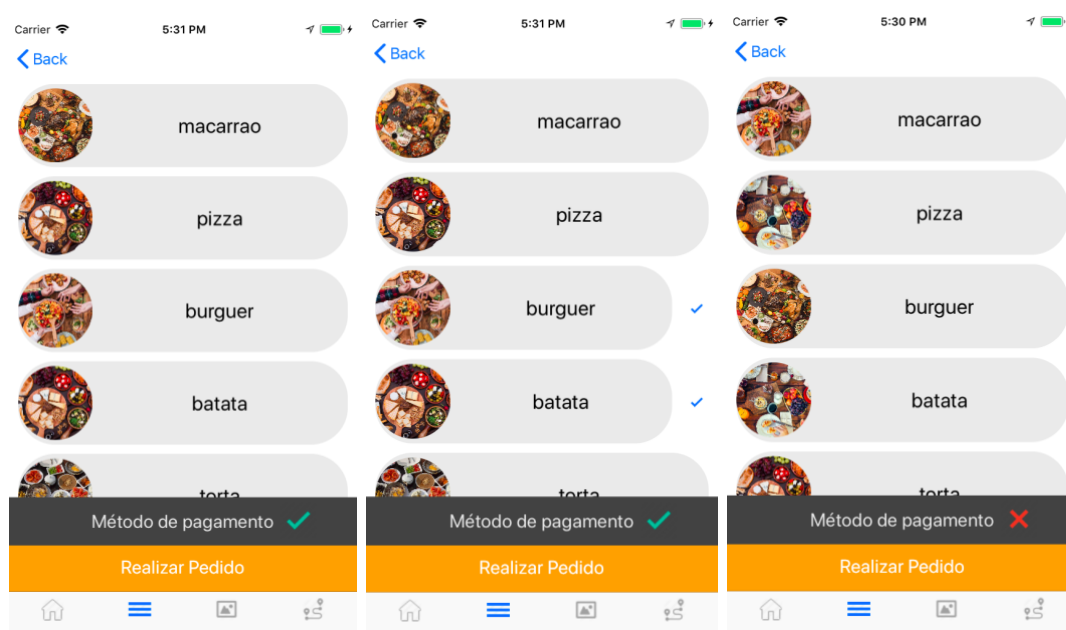 Carrier 5:31 PM
Back
macarrao
pizza
burguer
batata
torta
Método de pagamento
Realizar Pedido
Carrier 5:31 PM
Back
macarrao
pizza
burguer
batata
torta
Método de pagamento
Realizar Pedido
Carrier 5:30 PM
Back
macarrao
pizza
burguer
batata
torta
Método de pagamento
Realizar Pedido